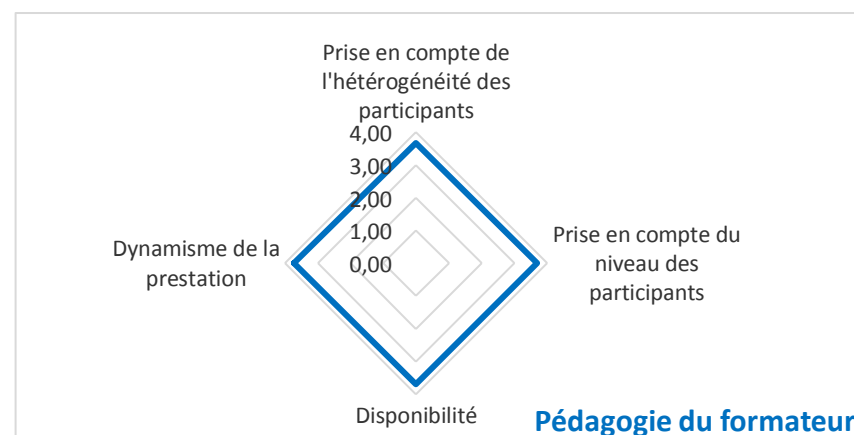 Prise en compte de
l'hétérogénéité des
participants
4,00
3,00
2,00
1,00
0,00
Dynamisme de la
prestation
Prise en compte du
niveau des
participants
Disponibilité
Pédagogie du formateur